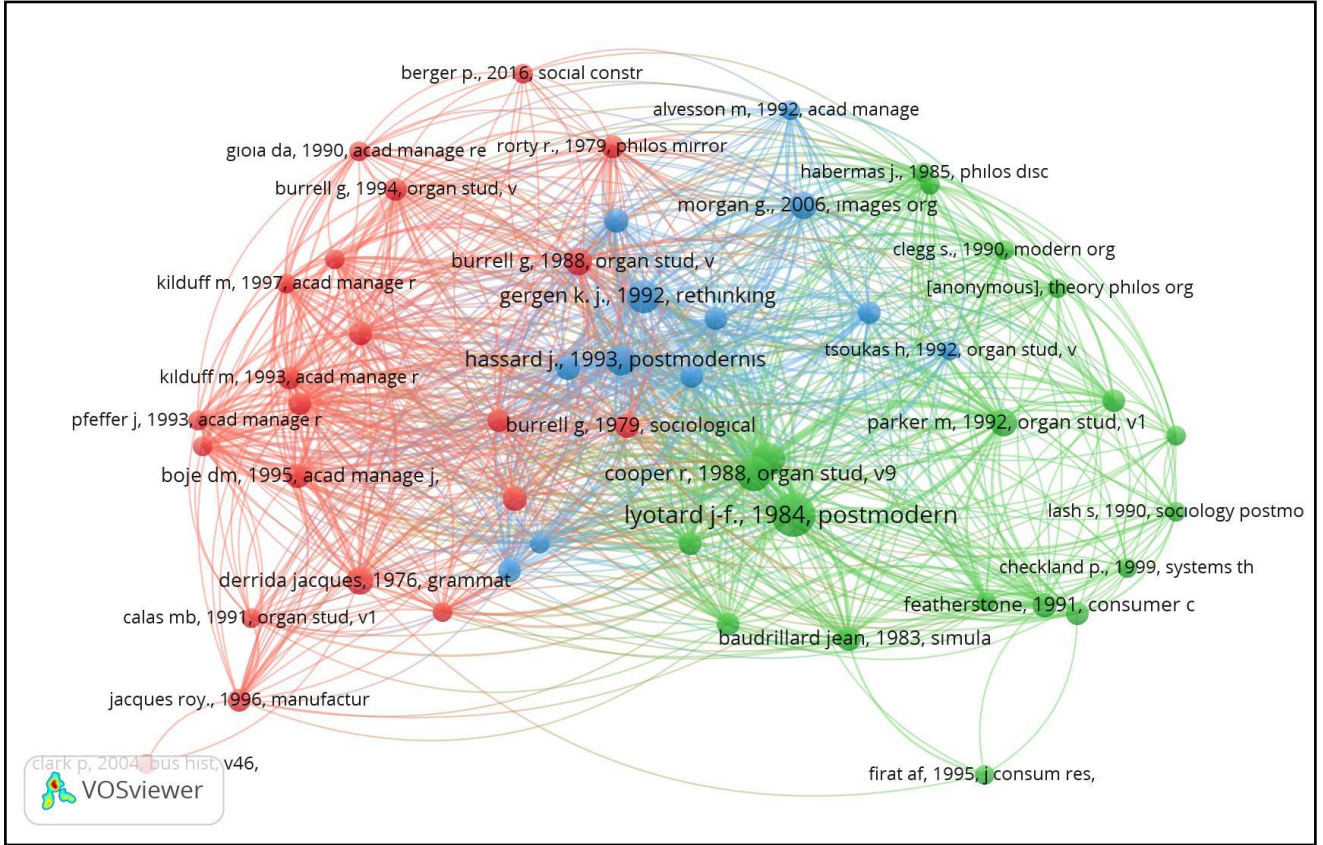 berger p., 2016, social constr
alvesson m, 1992, acad manage
gioia da, 1990, acad manage re
rorty r., 1979, philos mirror
habermas j., 1985, philos disc
burrell g, 1994, organ stud, v
morgan g., 2006, images org
clegg s., 1990, modern org
burrell g, 1988, organ stud, v
kilduff m, 1997, acad manage r
[anonymous], theory philos org
gergen k. j., 1992, rethinking
tsoukas h, 1992, organ stud, v
hassard j., 1993, postmodernis
kilduff m, 1993, acad manage r
pfeffer j, 1993, acad manage r
burrell g, 1979, sociological
parker m, 1992, organ stud, v1
boje dm, 1995, acad manage j,
cooper r, 1988, organ stud, v9
lyotard j-f., 1984, postmodern
lash s, 1990, sociology postmo
checkland p., 1999, systems th
derrida jacques, 1976, grammat
featherstone, 1991, consumer c
calas mb, 1991, organ stud, v1
baudrillard jean, 1983, simula
jacques roy., 1996, manufactur
clark p, 2004, bus hist, v46,
firat af, 1995, j consum res,
VOSviewer